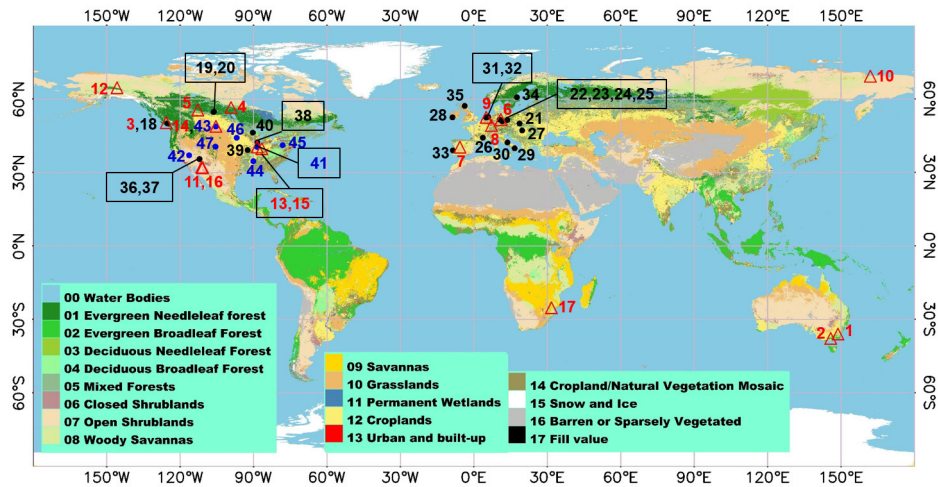 150°W 120°W 90°W 60°W 30°W 0°E 30°E 60°E 90°E 120°E 150°E
19,20 31,32
12 5 4 35 9 6 34 22,23,24,25 10
60°N 60°N
3,18 14 43 46 40 38 28 8 21 27
47 39 45 26
42 44 41 33 7 30 29
30°N 36,37 11,16 13,15 30°N
0°N 0°N
17
30°S 30°S
2 1
60°S 60°S
00 Water Bodies
01 Evergreen Needleleaf forest
02 Evergreen Broadleaf Forest
03 Deciduous Needleleaf Forest
04 Deciduous Broadleaf Forest
05 Mixed Forests
06 Closed Shrublands
07 Open Shrublands
08 Woody Savannas
09 Savannas
10 Grasslands
11 Permanent Wetlands
12 Croplands
13 Urban and built-up
14 Cropland/Natural Vegetation Mosaic
15 Snow and Ice
16 Barren or Sparsely Vegetated
17 Fill value
150°W 120°W 90°W 60°W 30°W 0°E 30°E 60°E 90°E 120°E 150°E